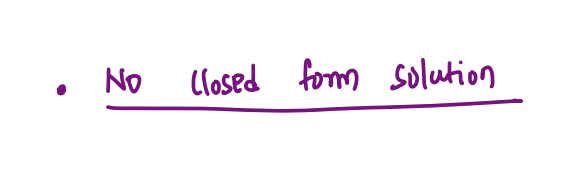 • No closed form solution